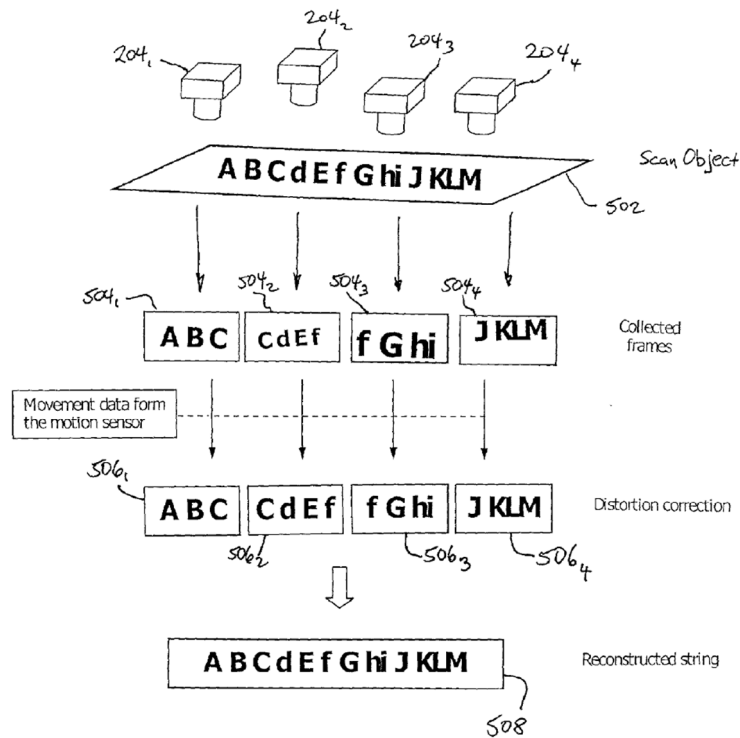 204₁ 204₂ 204₃ 204₄
Scan Object
ABCdEfGhiJKLM
502
504₁ 504₂ 504₃ 504₄
ABC CdEf fGhi JKLM
Collected
frames
Movement data form
the motion sensor
506₁
ABC CdEf fGhi JKLM
Distortion correction
506₂ 506₃ 506₄
ABCdEfGhiJKLM
Reconstructed string
508